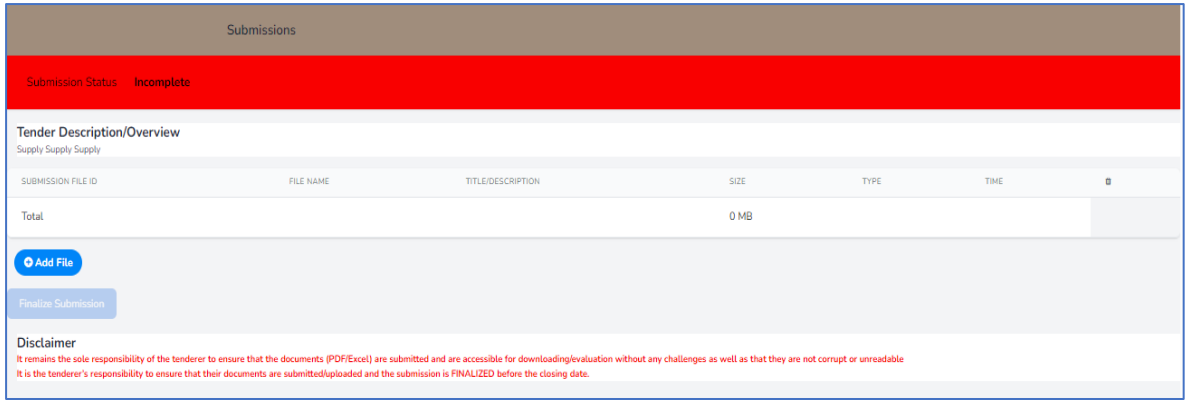 Submissions
Submission Status Incomplete
Tender Description/Overview
Supply Supply Supply
SUBMISSION FILE ID FILE NAME TITLE/DESCRIPTION SIZE TYPE TIME
Total 0 MB
Add File
Finalize Submission
Disclaimer
It remains the sole responsibility of the tenderer to ensure that the documents (PDF/Excel) are submitted and are accessible for downloading/evaluation without any challenges as well as that they are not corrupt or unreadable
It is the tenderer's responsibility to ensure that their documents are submitted/uploaded and the submission is FINALIZED before the closing date.